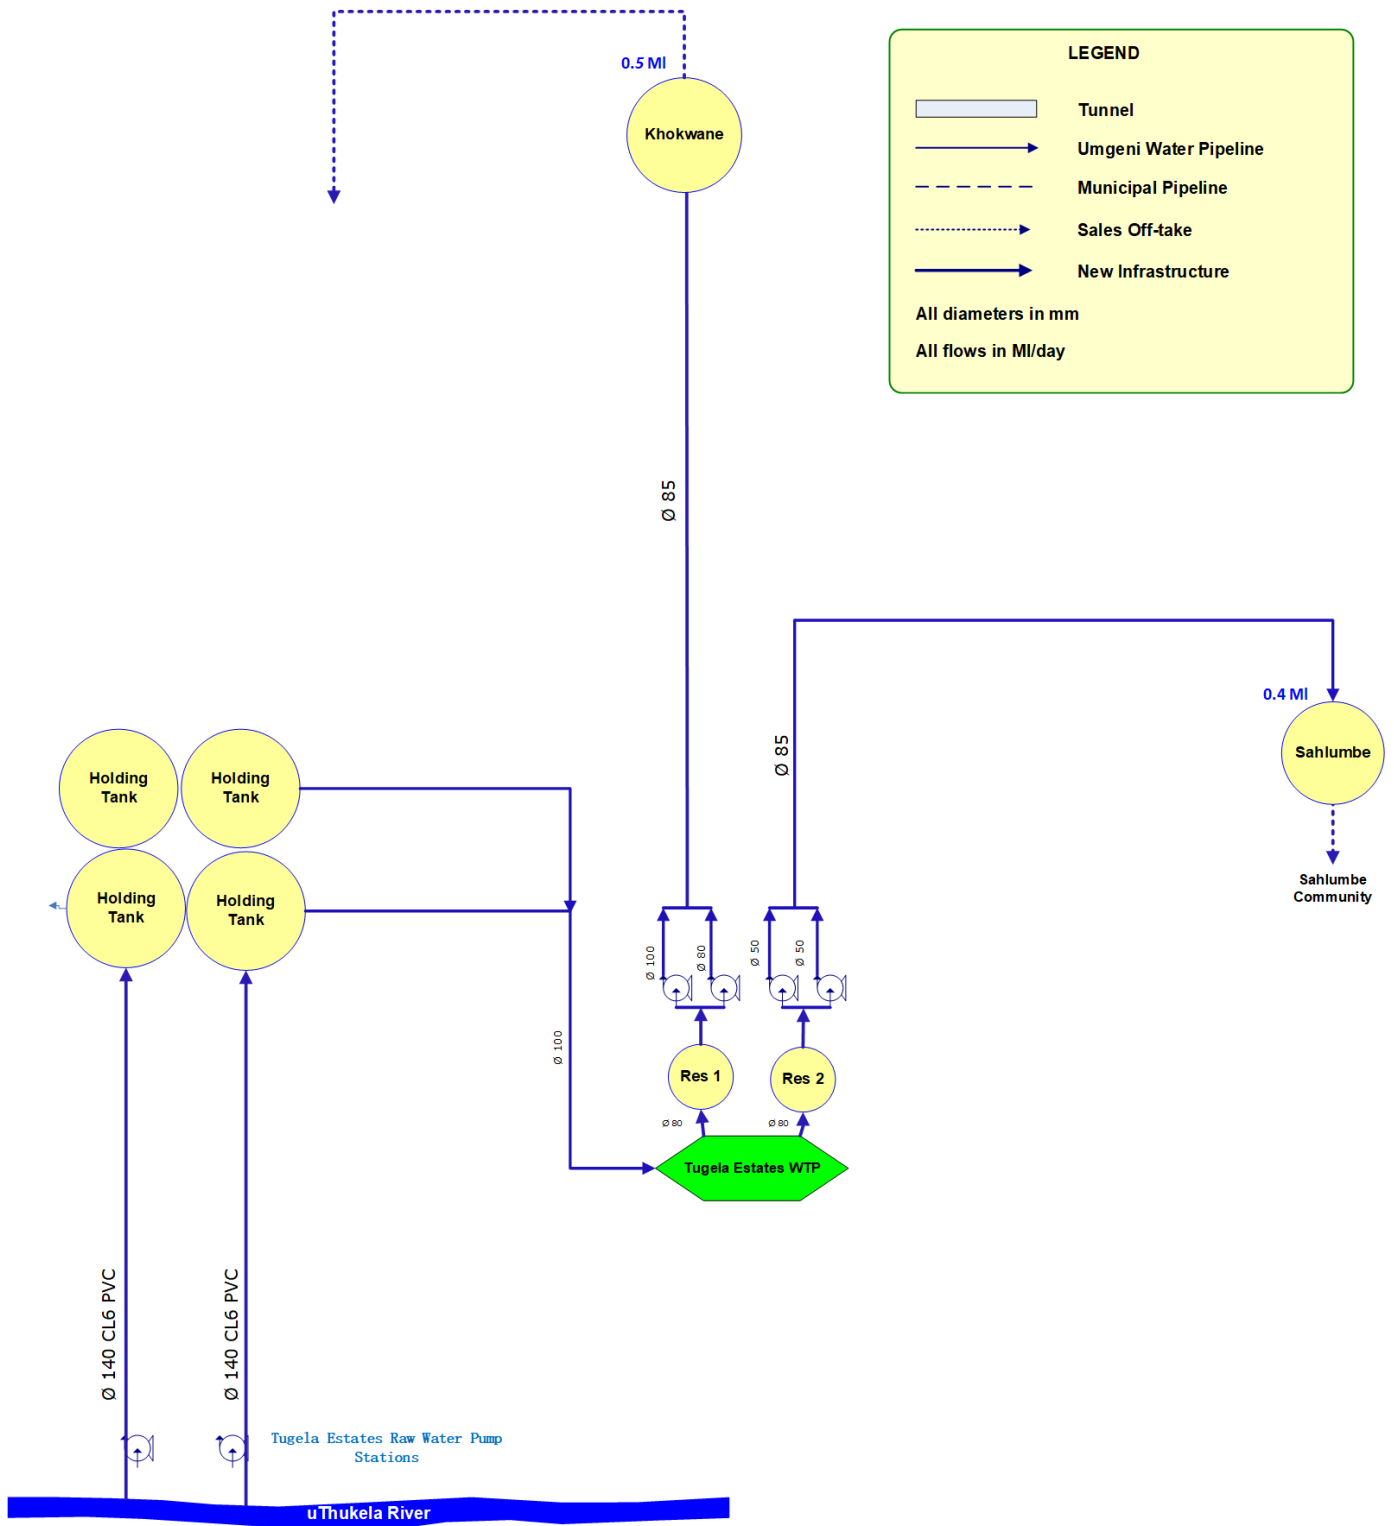 0.5 Ml
Khokwane
LEGEND
Tunnel
Umgeni Water Pipeline
Municipal Pipeline
Sales Off-take
New Infrastructure
All diameters in mm
All flows in Ml/day
Ø 85
Ø 85
0.4 Ml
Sahlumbe
Sahlumbe
Community
Holding
Tank
Holding
Tank
Holding
Tank
Holding
Tank
Ø 100
Ø 80
Ø 50
Ø 50
Ø 100
Res 1
Res 2
Ø 80
Ø 80
Tugela Estates WTP
Ø 140 CL6 PVC
Ø 140 CL6 PVC
Tugela Estates Raw Water Pump
Stations
uThukela River